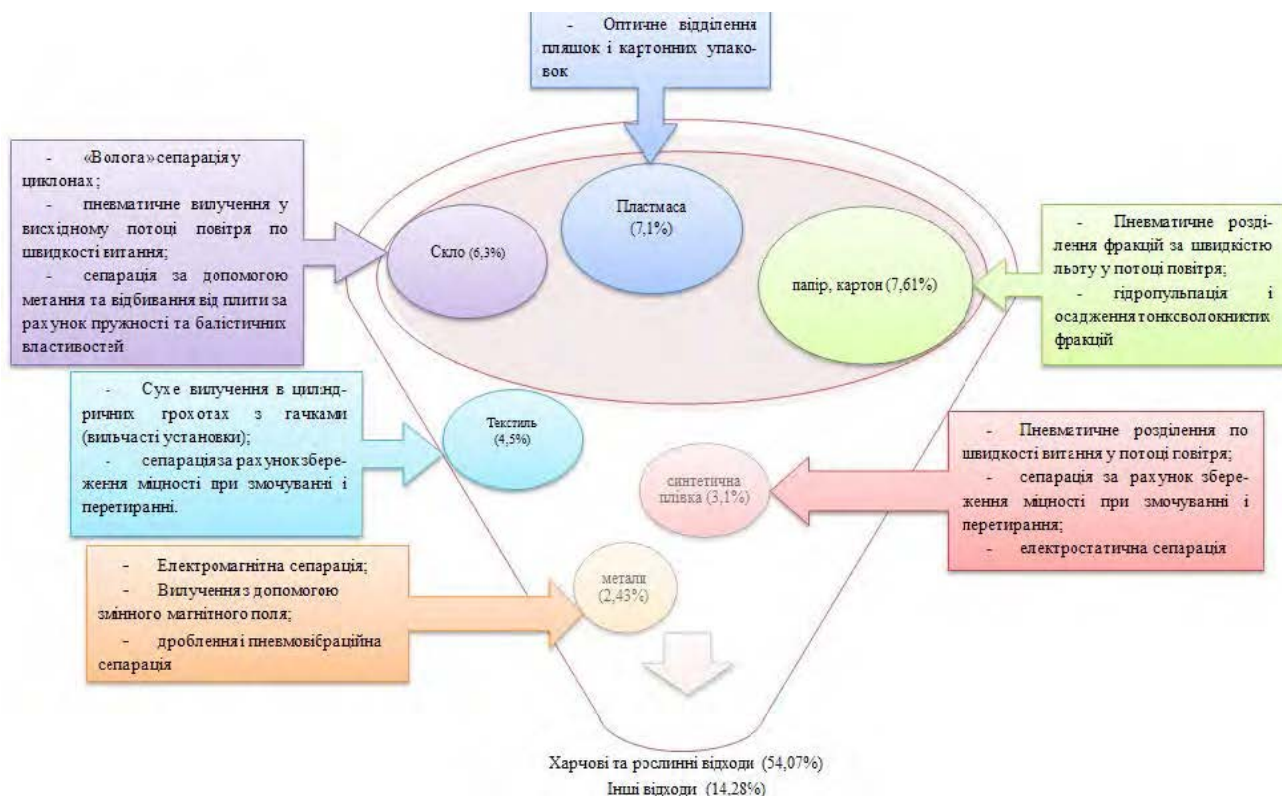 - Оптичне відділення
пляшок і картонних упако-
вок
- «Волога» сепарація у
циклонах;
- пневматичне вилучення у
висхідному потоці повітря по
швидкості витання;
- сепарація за допомогою
метання та відбивання від плити за
рахунок пружності та балістичних
властивостей
Скло (6,3%)
Пластмаса
(7,1%)
папір, картон (7,61%)
- Пневматичне розді-
лення фракцій за швидкістю
льоту у потоці повітря;
- гідропульпація і
осадження тонковолокнистих
фракцій
- Сухе вилучення в цилінд-
ричних грохотах з гачками
(вильчасті установки);
- сепарація за рахунок збере-
ження міцності при змочуванні і
перетиранні.
Текстиль
(4,5%)
синтетична
плівка (3,1%)
- Пневматичне розділення по
швидкості витання у потоці повітря;
- сепарація за рахунок збере-
ження міцності при змочуванні і
перетирання;
- електростатична сепарація
- Електромагнітна сепарація;
- Вилучення з допомогою
змінного магнітного поля;
- дроблення і пневмовібраційна
сепарація
метали
(2,43%)
Харчові та рослинні відходи (54,07%)
Інші відходи (14,28%)